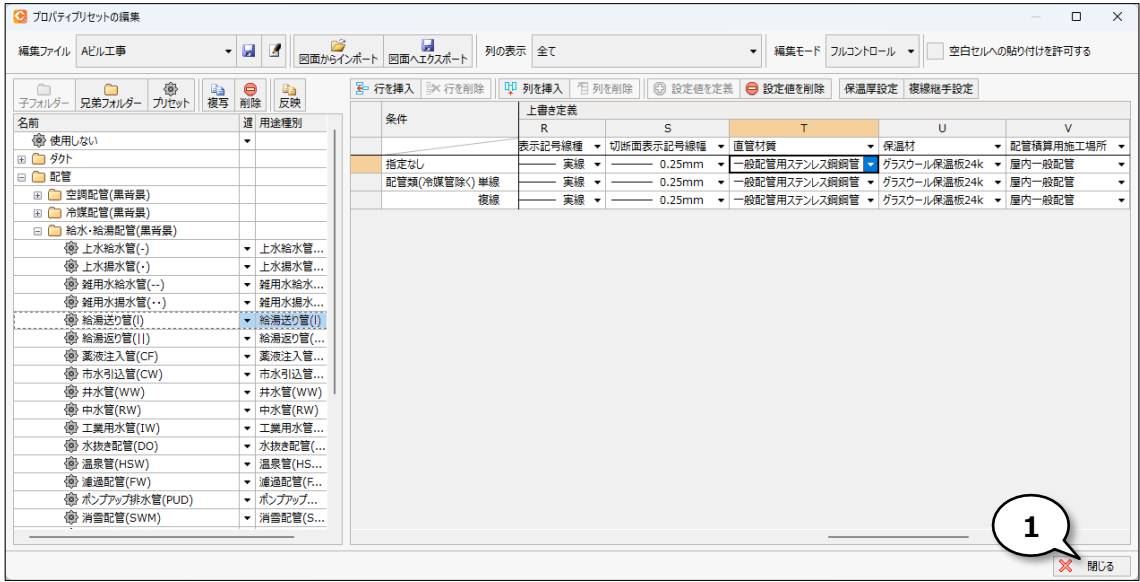 プロパティプリセットの編集
編集ファイル Aビル工事 図面からインポート 図面へエクスポート 列の表示 全て 編集モード フルコントロール 空白セルへの貼り付けを許可する
子フォルダー 兄弟フォルダー プリセット 複写 削除 反映
行を挿入 行を削除 列を挿入 列を削除 設定値を定義 設定値を削除 保温厚設定 複線継手設定
名前 適 用途種別
使用しない
ダクト
配管
空調配管(黒背景)
冷媒配管(黒背景)
給水・給湯配管(黒背景)
上水給水管(-) 上水給水管...
上水揚水管(・) 上水揚水管...
雑用水給水管(--) 雑用水給水...
雑用水揚水管(・・) 雑用水揚水...
給湯送り管(l) 給湯送り管(l)
給湯返り管(||) 給湯返り管(...
薬液注入管(CF) 薬液注入管...
市水引込管(CW) 市水引込管...
井水管(WW) 井水管(WW)
中水管(RW) 中水管(RW)
工業用水管(IW) 工業用水管...
水抜き配管(DO) 水抜き配管(...
温泉管(HSW) 温泉管(HS...
濾過配管(FW) 濾過配管(F...
ポンプアップ排水管(PUD) ポンプアップ...
消雪配管(SWM) 消雪配管(S...
条件 上書き定義
R S T U V
表示記号線種 切断面表示記号線幅 直管材質 保温材 配管積算用施工場所
指定なし 実線 0.25mm 一般配管用ステンレス鋼鋼管 グラスウール保温板24k 屋内一般配管
配管類(冷媒管除く) 単線 実線 0.25mm 一般配管用ステンレス鋼鋼管 グラスウール保温板24k 屋内一般配管
複線 実線 0.25mm 一般配管用ステンレス鋼鋼管 グラスウール保温板24k 屋内一般配管
1
閉じる